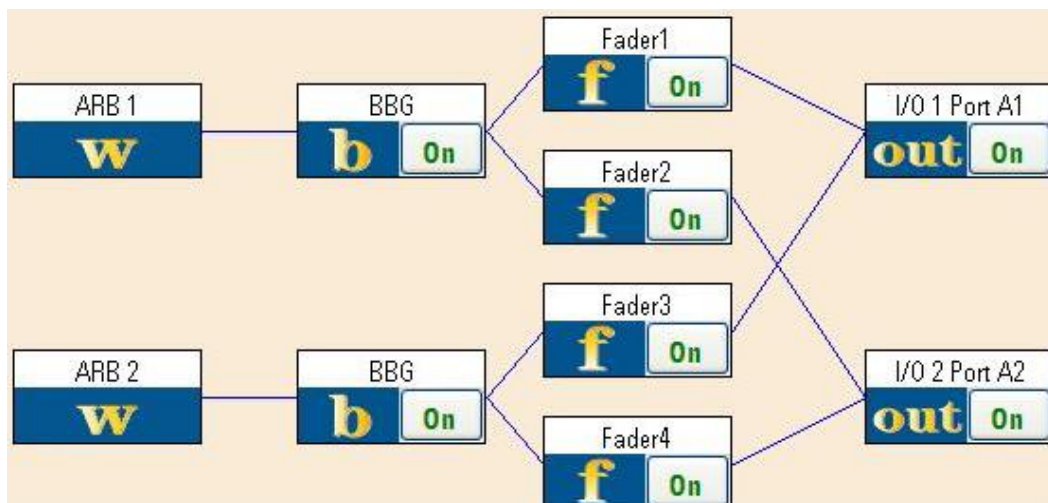 ARB 1
w
BBG
b On
Fader1
f On
Fader2
f On
I/O 1 Port A1
out On
ARB 2
w
BBG
b On
Fader3
f On
Fader4
f On
I/O 2 Port A2
out On